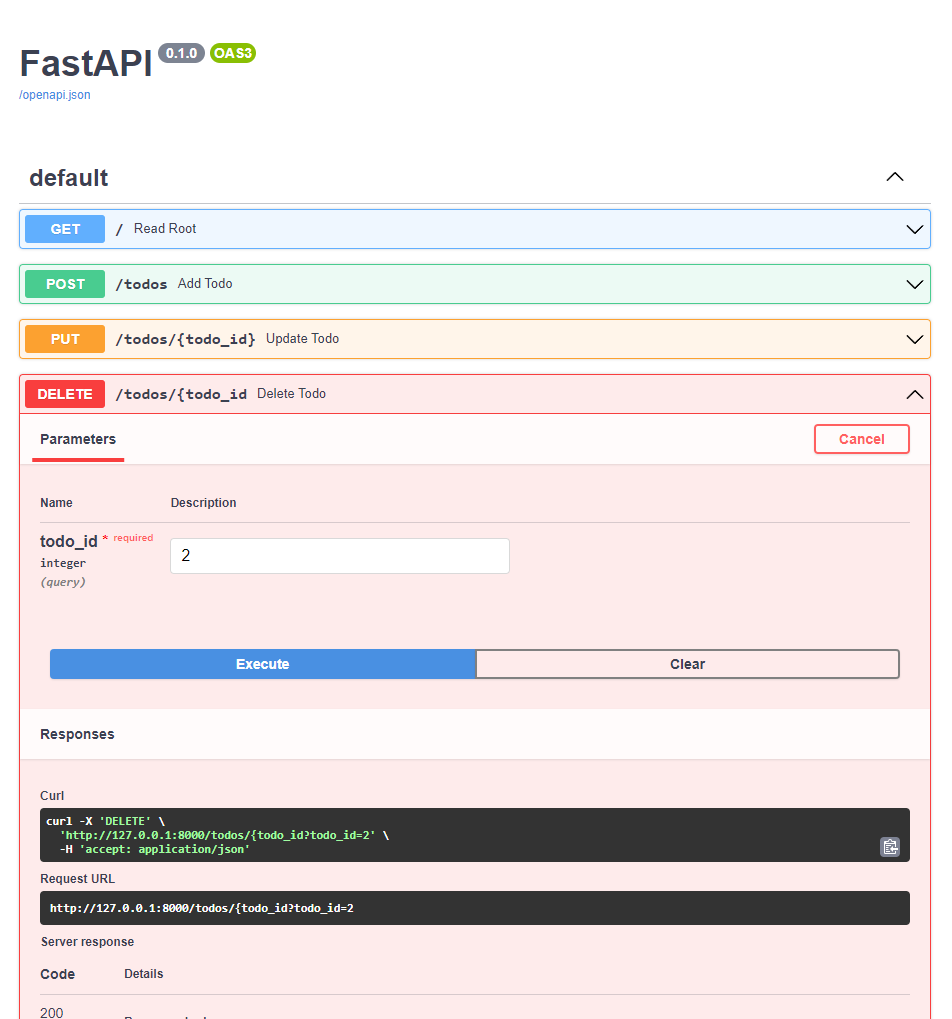 FastAPI 0.1.0 OAS3
/openapi.json
default
GET / Read Root
POST /todos Add Todo
PUT /todos/{todo_id} Update Todo
DELETE /todos/{todo_id Delete Todo
Parameters Cancel
Name Description
todo_id * required
integer
(query)
2
Execute Clear
Responses
Curl
curl -X 'DELETE' \
'http://127.0.0.1:8000/todos/{todo_id?todo_id=2' \
-H 'accept: application/json'
Request URL
http://127.0.0.1:8000/todos/{todo_id?todo_id=2
Server response
Code Details
200